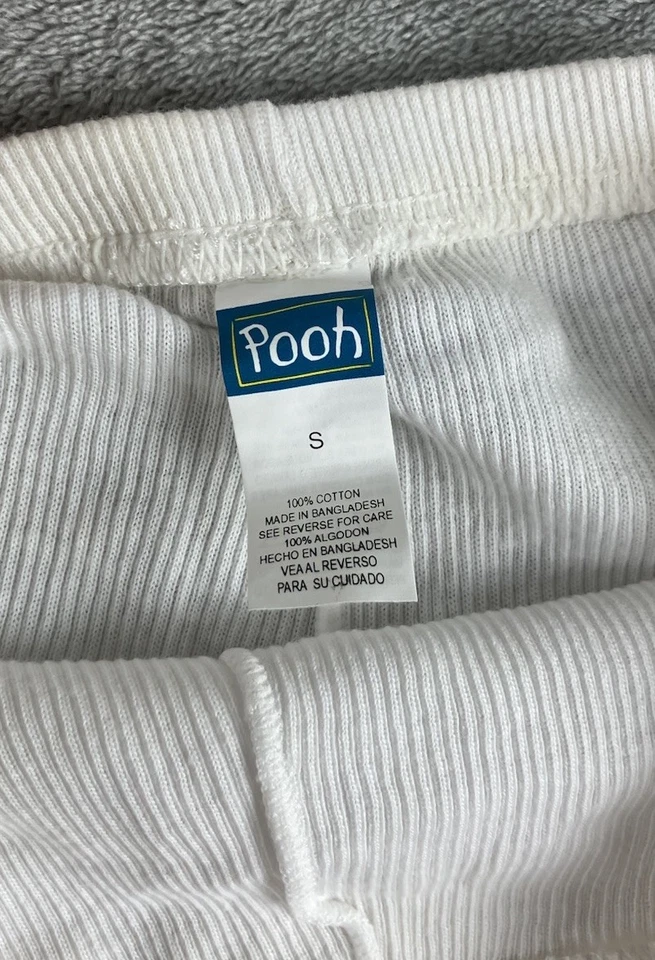 Pooh
S
100% COTTON
MADE IN BANGLADESH
SEE REVERSE FOR CARE
100% ALGODON
HECHO EN BANGLADESH
VEA AL REVERSO
PARA SU CUIDADO